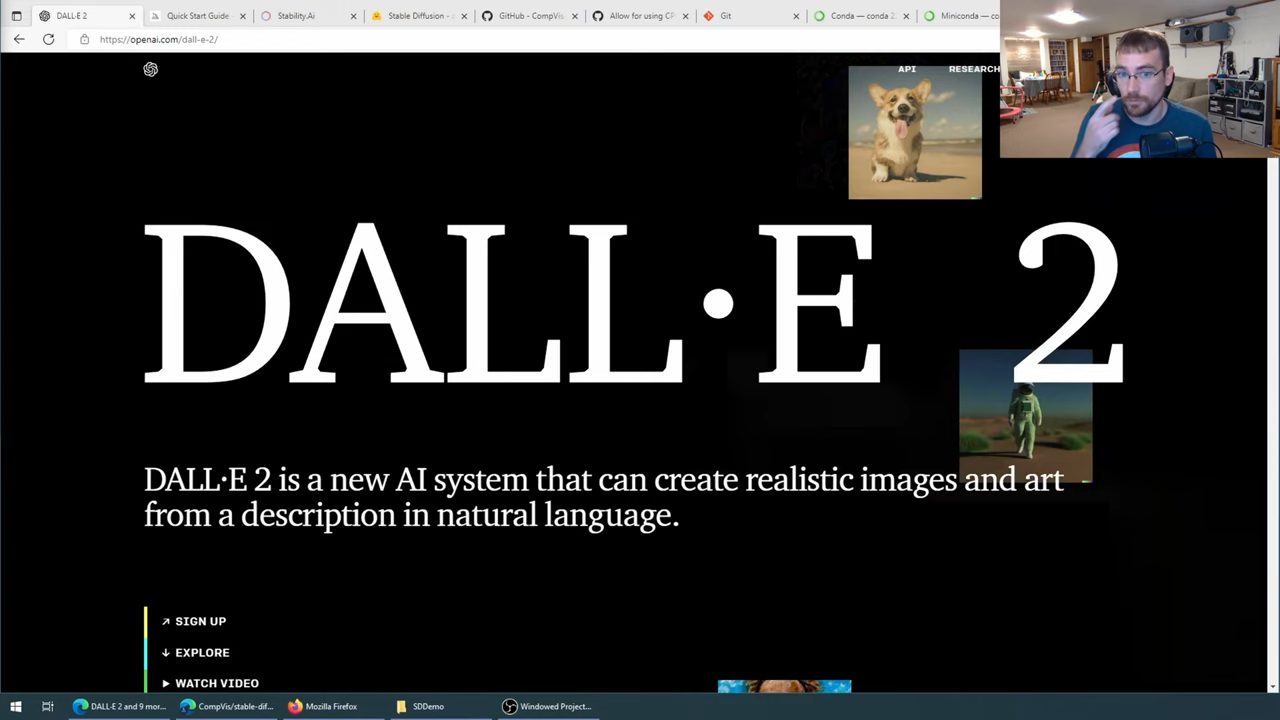 DALL·E 2
Quick Start Guide
Stability.Ai
Stable Diffusion - a
GitHub - CompVis
Allow for using CP
Git
Conda — conda 2
Miniconda — co
https://openai.com/dall-e-2/
API
RESEARCH
DALL·E 2
DALL·E 2 is a new AI system that can create realistic images and art
from a description in natural language.
↗ SIGN UP
↓ EXPLORE
▶ WATCH VIDEO
DALL·E 2 and 9 mor...
CompVis/stable-dif...
Mozilla Firefox
SDDemo
Windowed Project...